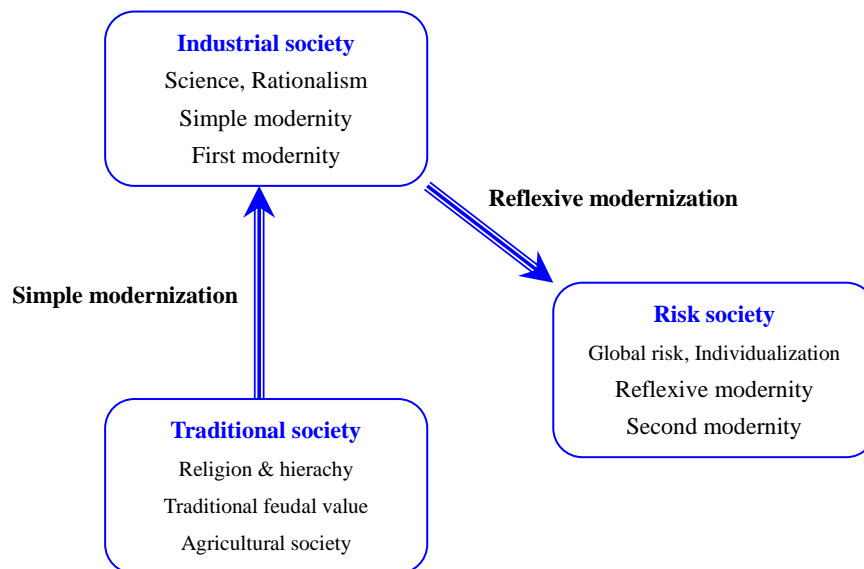 Industrial society
Science, Rationalism
Simple modernity
First modernity
Reflexive modernization
Simple modernization
Risk society
Global risk, Individualization
Reflexive modernity
Second modernity
Traditional society
Religion & hierachy
Traditional feudal value
Agricultural society